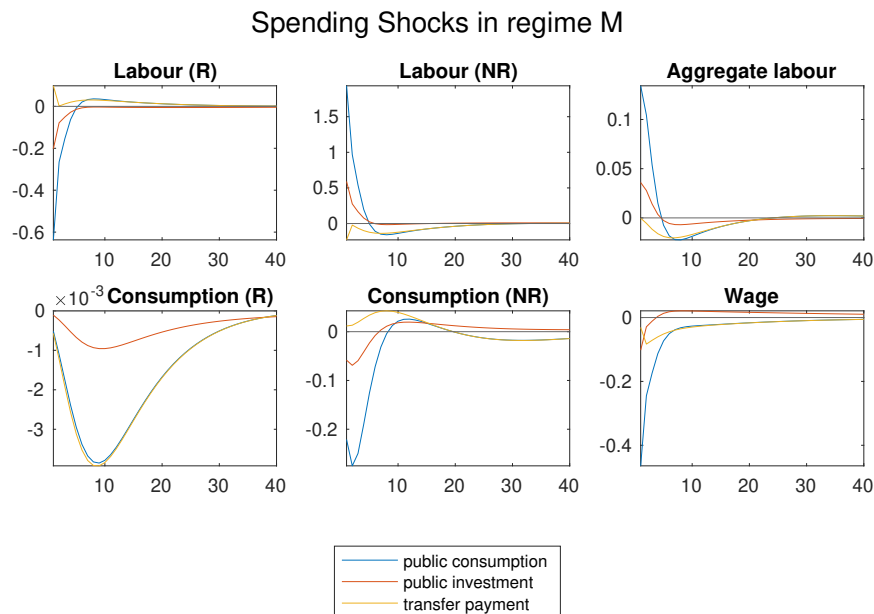 Spending Shocks in regime M
Labour (R)
0
-0.2
-0.4
-0.6
10 20 30 40
Labour (NR)
1.5
1
0.5
0
10 20 30 40
Aggregate labour
0.1
0.05
0
10 20 30 40
×10-3 Consumption (R)
0
-1
-2
-3
10 20 30 40
Consumption (NR)
0
-0.1
-0.2
10 20 30 40
Wage
0
-0.2
-0.4
10 20 30 40
public consumption
public investment
transfer payment